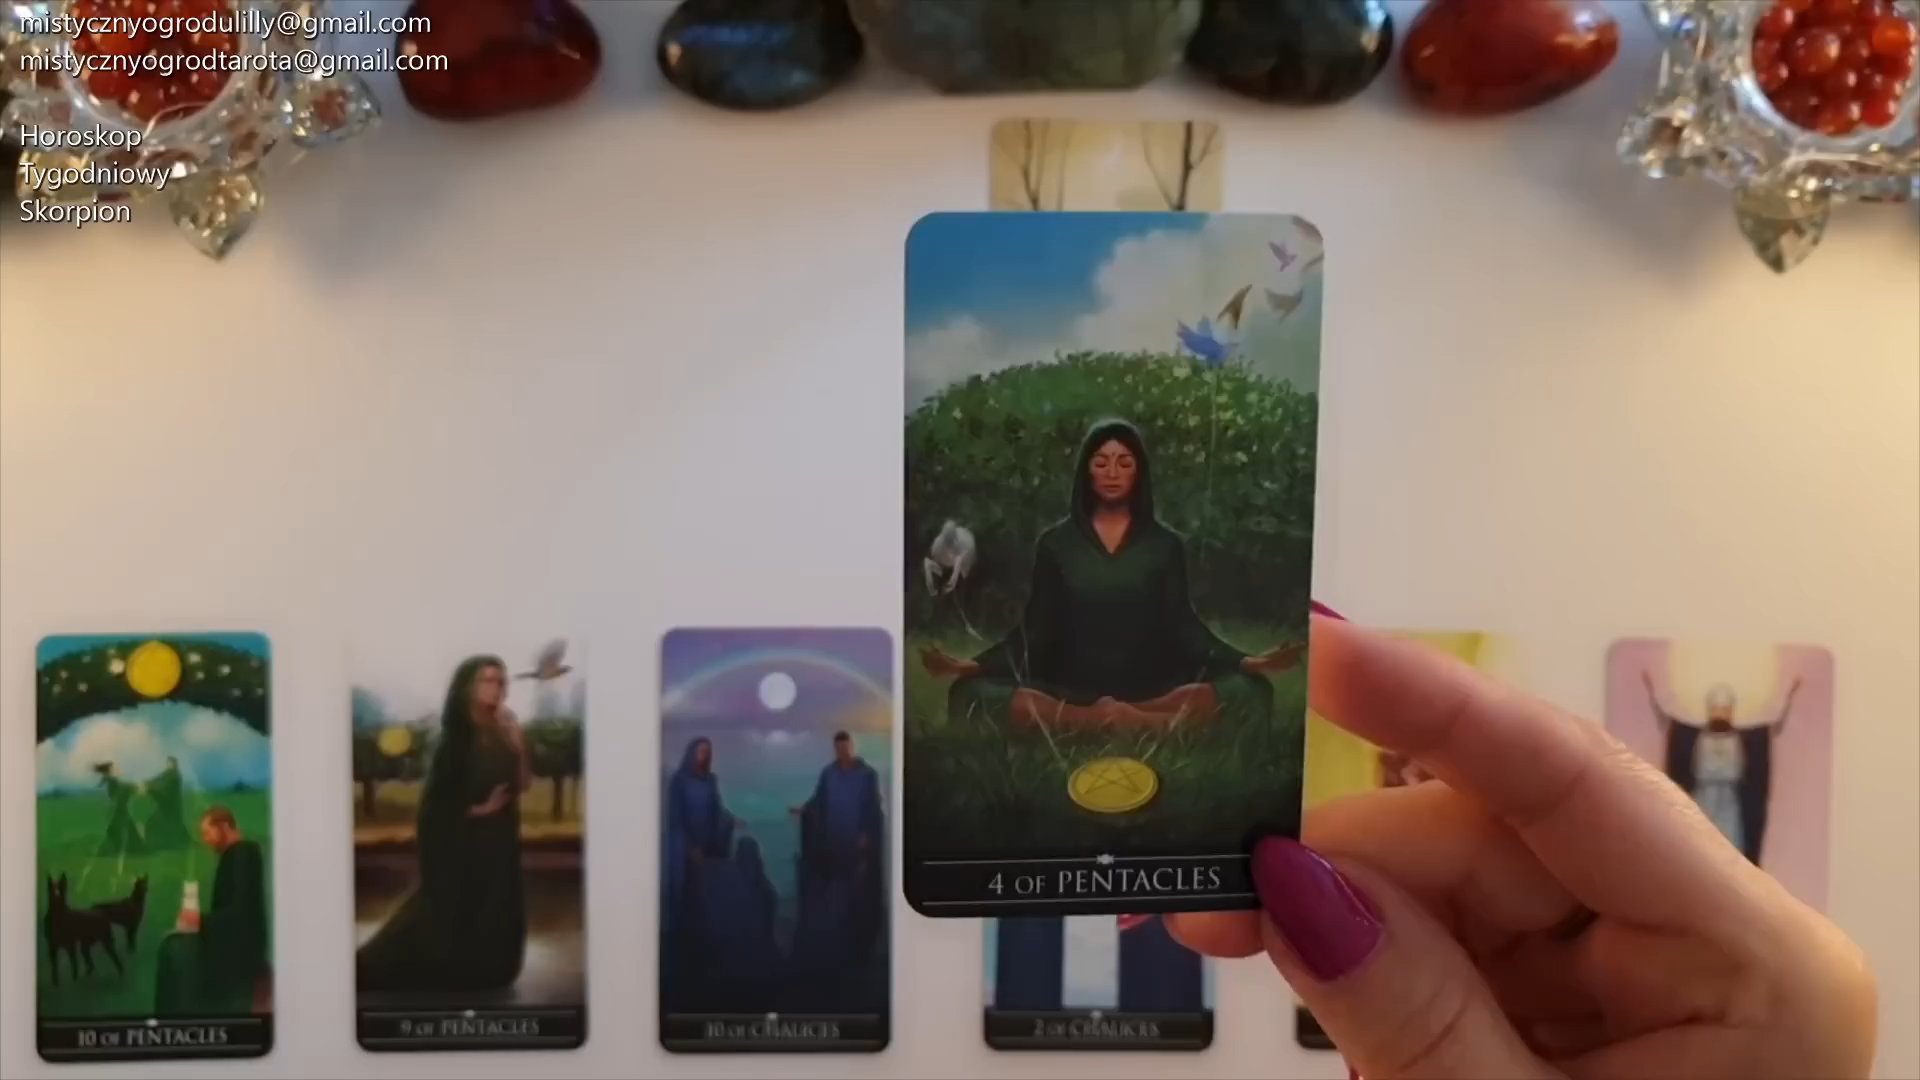 mistycznyogrodulilly@gmail.com
mistycznyogrodtarota@gmail.com
Horoskop
Tygodniowy
Skorpion
4 OF PENTACLES
10 OF PENTACLES
9 OF PENTACLES
10 OF CHALICES
2 OF CHALICES